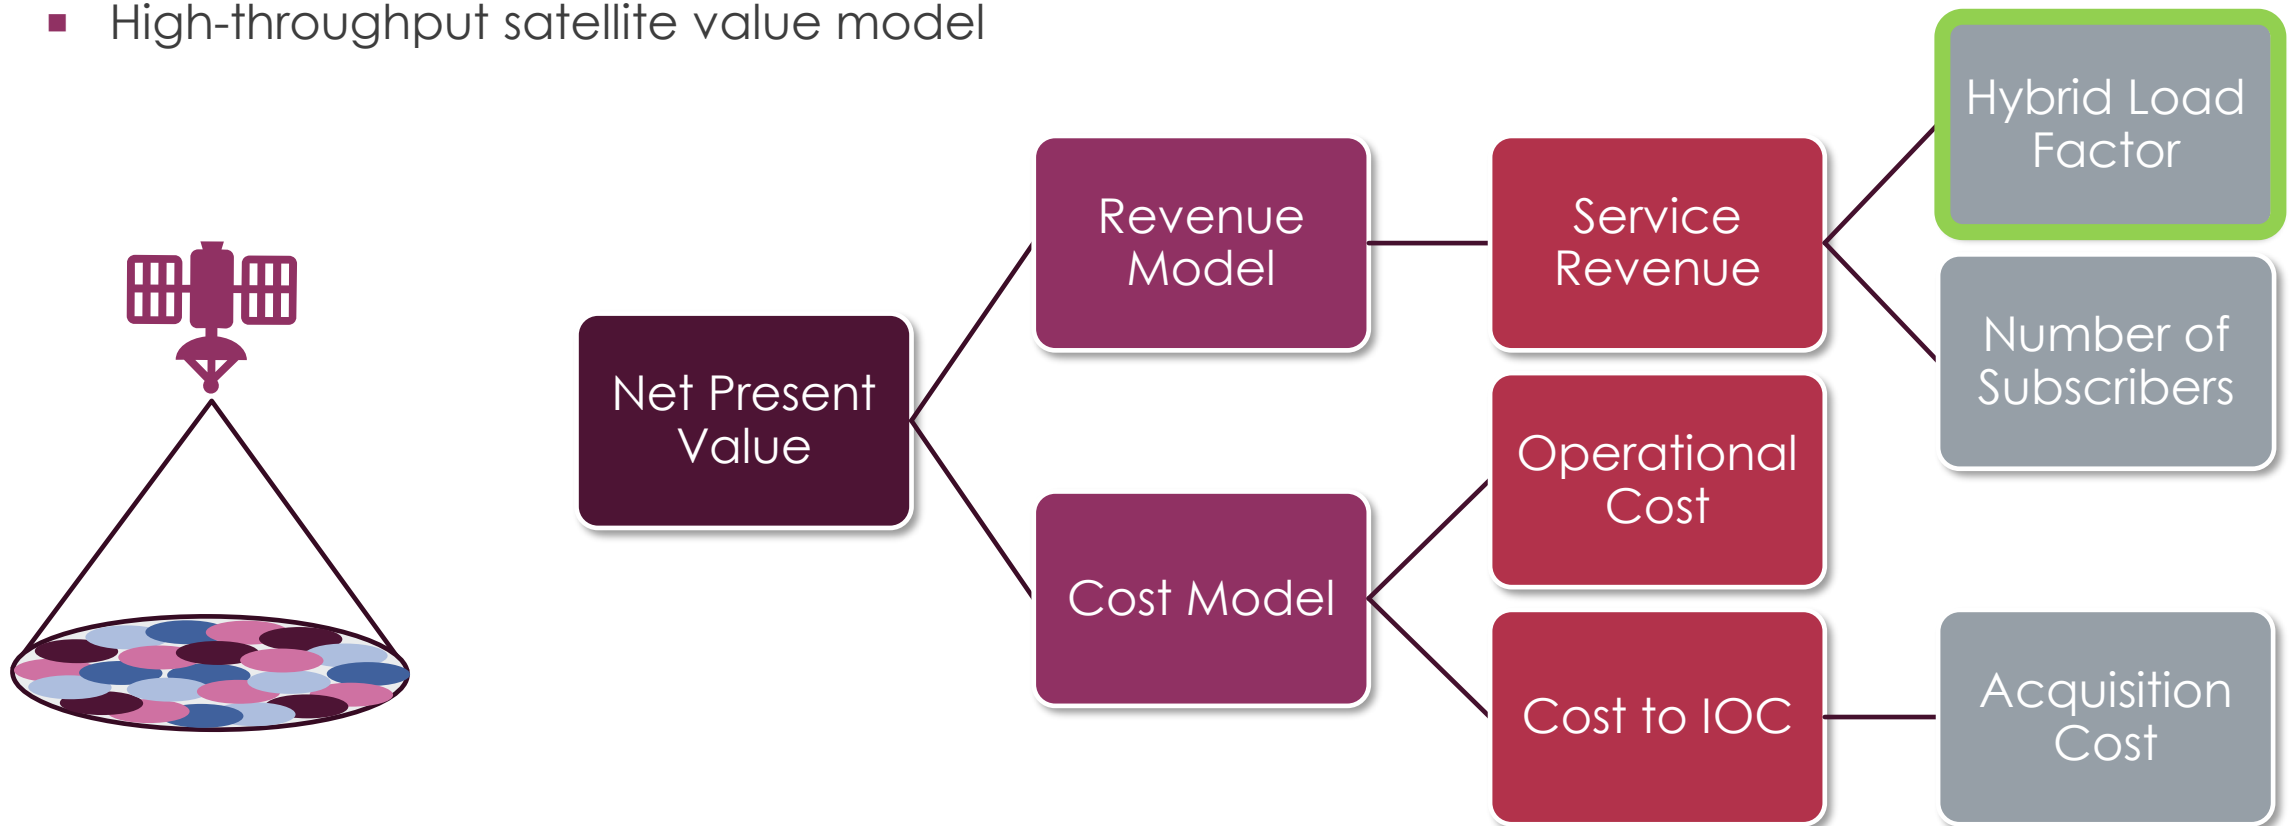 High-throughput satellite value model
Hybrid Load
Factor
Revenue
Model
Service
Revenue
Number of
Subscribers
Net Present
Value
Operational
Cost
Cost Model
Cost to IOC
Acquisition
Cost